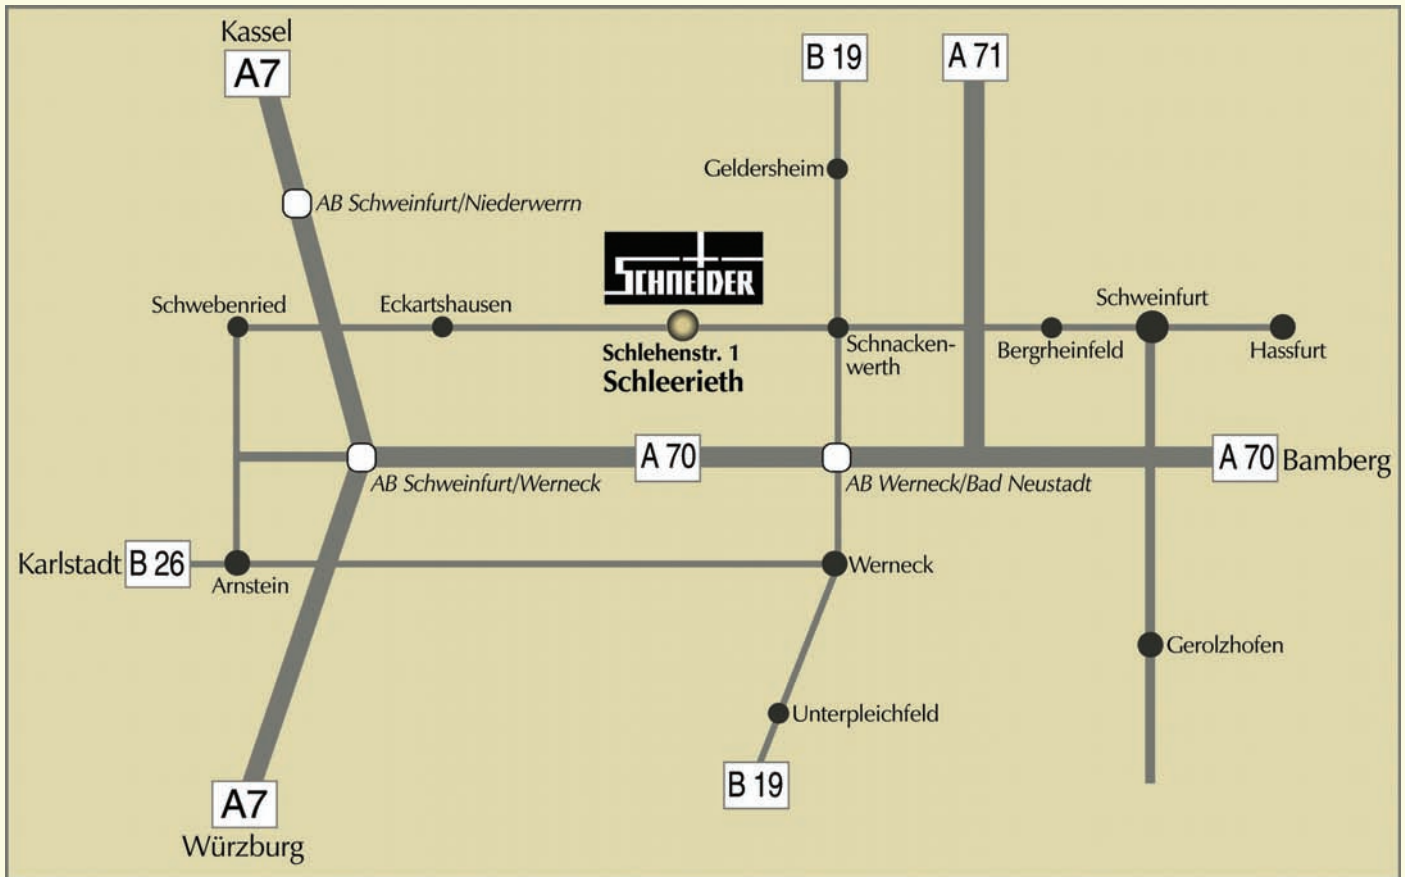 Kassel
A7
B 19
A 71
Geldersheim
AB Schweinfurt/Niederwerrn
SCHNEIDER
Schwebenried
Eckartshausen
Schweinfurt
Schlehenstr. 1
Schleerieth
Schnacken-
werth
Bergrheinfeld
Hassfurt
A 70
A 70 Bamberg
AB Schweinfurt/Werneck
AB Werneck/Bad Neustadt
Karlstadt B 26
Arnstein
Werneck
Gerolzhofen
Unterpleichfeld
B 19
A7
Würzburg